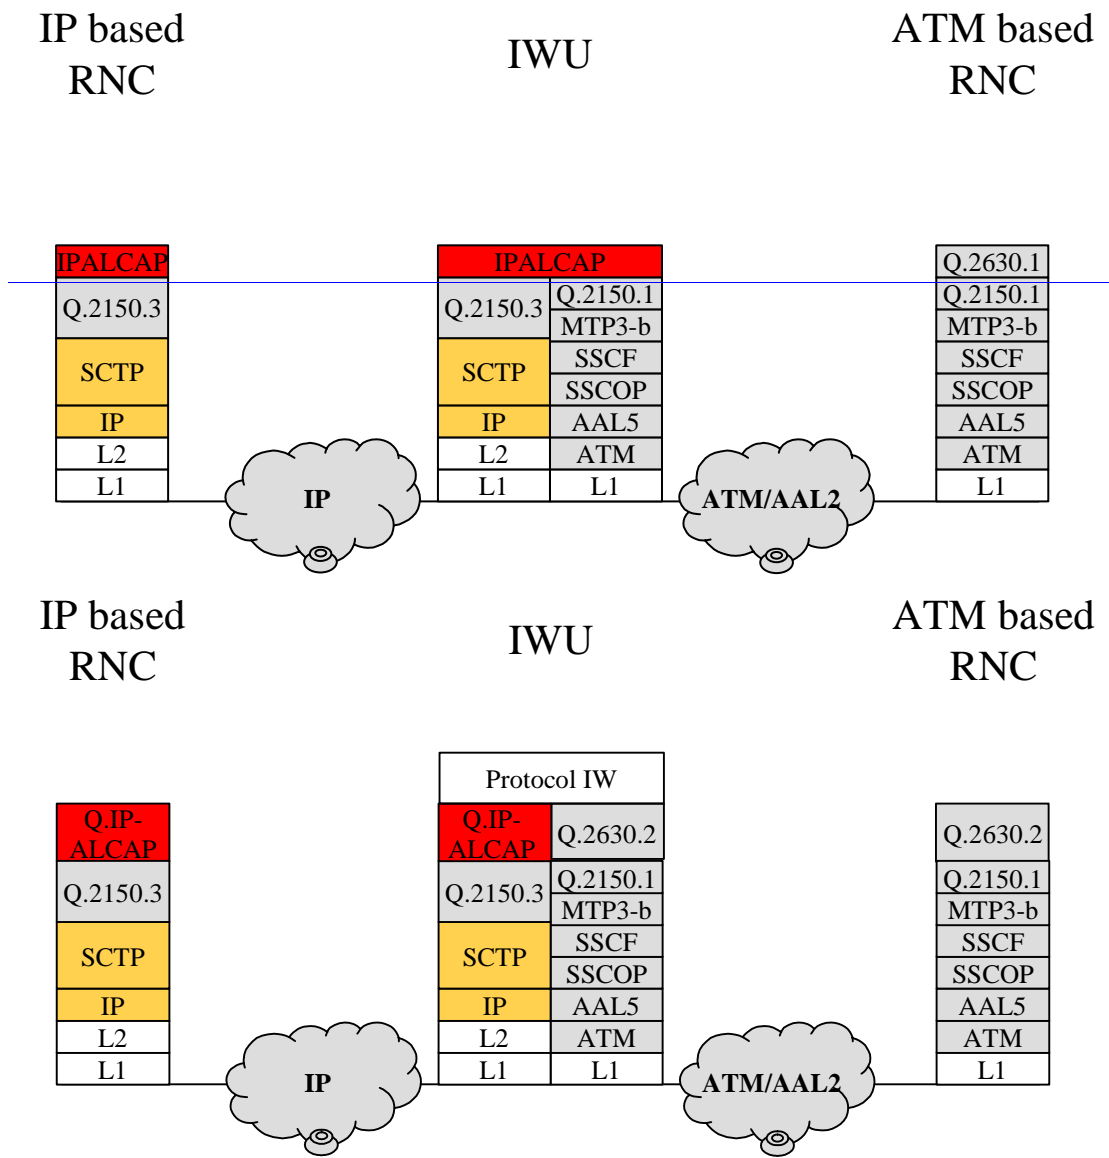 IP based
RNC
IWU
ATM based
RNC
IPALCAP
Q.2150.3
SCTP
IP
L2
L1
IP
IPALCAP
Q.2150.3
SCTP
IP
L2
L1
Q.2150.1
MTP3-b
SSCF
SSCOP
AAL5
ATM
L1
ATM/AAL2
Q.2630.1
Q.2150.1
MTP3-b
SSCF
SSCOP
AAL5
ATM
L1
IP based
RNC
IWU
ATM based
RNC
Q.IP-
ALCAP
Q.2150.3
SCTP
IP
L2
L1
IP
Protocol IW
Q.IP-
ALCAP
Q.2150.3
SCTP
IP
L2
L1
Q.2630.2
Q.2150.1
MTP3-b
SSCF
SSCOP
AAL5
ATM
L1
ATM/AAL2
Q.2630.2
Q.2150.1
MTP3-b
SSCF
SSCOP
AAL5
ATM
L1